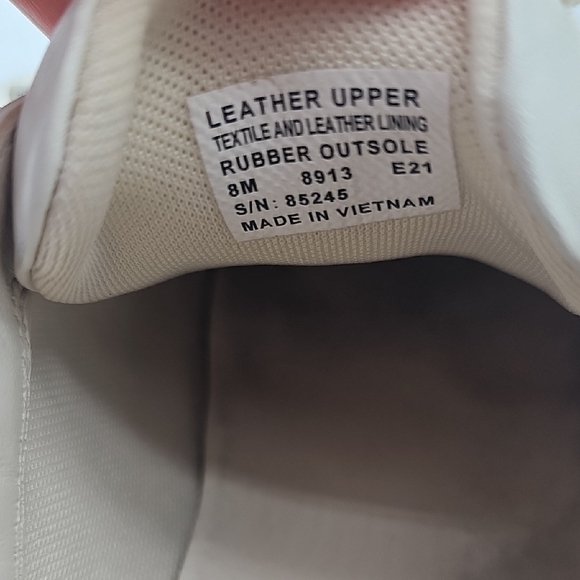 LEATHER UPPER
TEXTILE AND LEATHER LINING
RUBBER OUTSOLE
8M 8913 E21
S/N: 85245
MADE IN VIETNAM